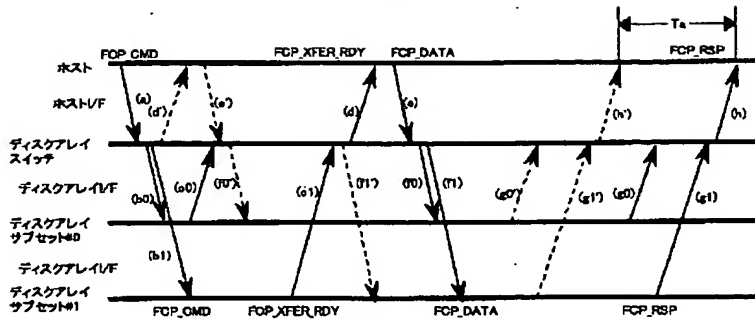 Ta
FCP_CMD FCP_XFER_RDY FCP_DATA FCP_RSP
ホスト
(a) (d') (e') (d) (e) (h') (h)
ホストI/F
ディスクアレイ
スイッチ
(b0) (c0) (f0') (c1) (f1') (f0) (f1) (g0') (g1') (g0) (g1)
ディスクアレイI/F
ディスクアレイ
サブセット#0
(b1)
ディスクアレイI/F
ディスクアレイ
サブセット#1
FCP_CMD FCP_XFER_RDY FCP_DATA FCP_RSP